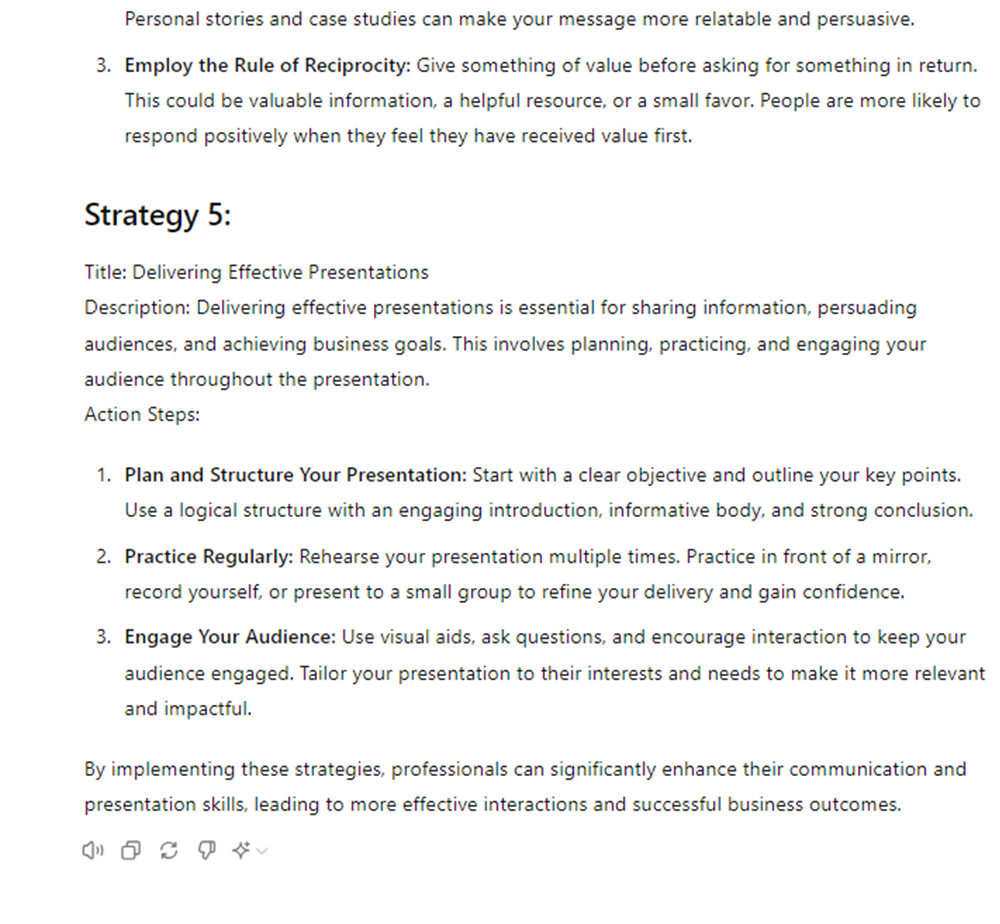 Personal stories and case studies can make your message more relatable and persuasive.
3. Employ the Rule of Reciprocity: Give something of value before asking for something in return.
This could be valuable information, a helpful resource, or a small favor. People are more likely to
respond positively when they feel they have received value first.
Strategy 5:
Title: Delivering Effective Presentations
Description: Delivering effective presentations is essential for sharing information, persuading
audiences, and achieving business goals. This involves planning, practicing, and engaging your
audience throughout the presentation.
Action Steps:
1. Plan and Structure Your Presentation: Start with a clear objective and outline your key points.
Use a logical structure with an engaging introduction, informative body, and strong conclusion.
2. Practice Regularly: Rehearse your presentation multiple times. Practice in front of a mirror,
record yourself, or present to a small group to refine your delivery and gain confidence.
3. Engage Your Audience: Use visual aids, ask questions, and encourage interaction to keep your
audience engaged. Tailor your presentation to their interests and needs to make it more relevant
and impactful.
By implementing these strategies, professionals can significantly enhance their communication and
presentation skills, leading to more effective interactions and successful business outcomes.